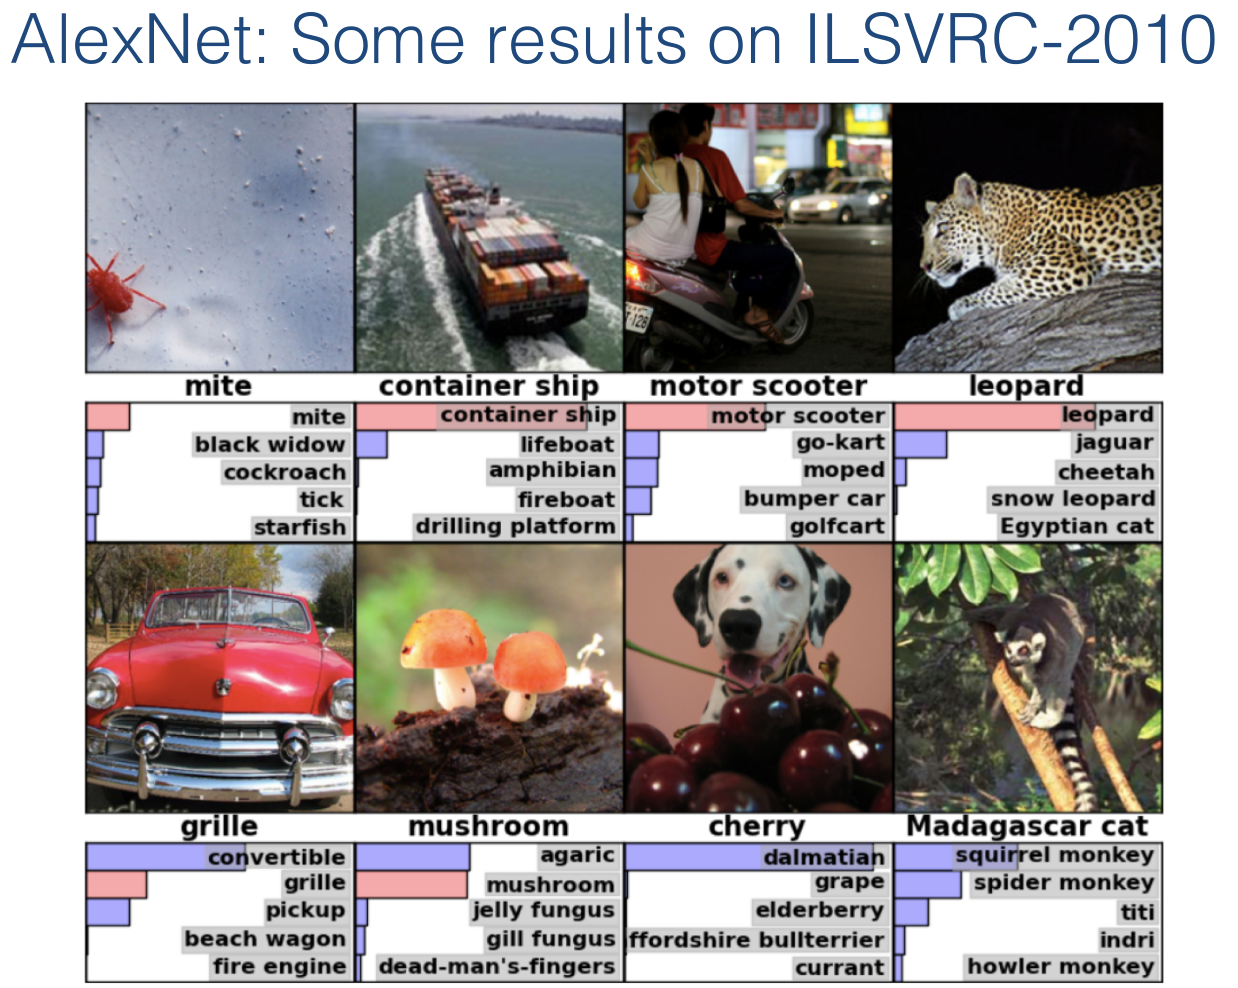 AlexNet: Some results on ILSVRC-2010
mite container ship motor scooter leopard
mite
black widow
cockroach
tick
starfish
container ship
lifeboat
amphibian
fireboat
drilling platform
motor scooter
go-kart
moped
bumper car
golfcart
leopard
jaguar
cheetah
snow leopard
Egyptian cat
grille mushroom cherry Madagascar cat
convertible
grille
pickup
beach wagon
fire engine
agaric
mushroom
jelly fungus
gill fungus
dead-man's-fingers
dalmatian
grape
elderberry
ffordshire bullterrier
currant
squirrel monkey
spider monkey
titi
indri
howler monkey